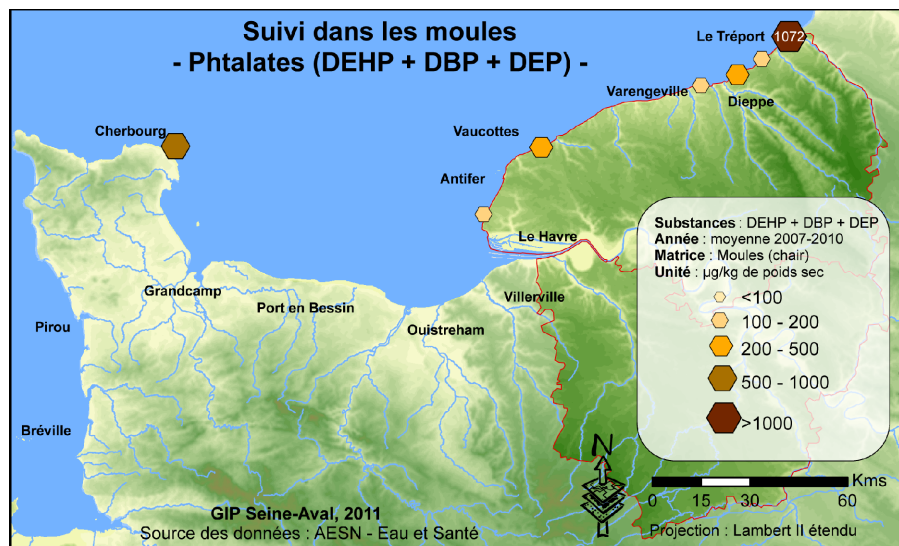 Suivi dans les moules
- Phtalates (DEHP + DBP + DEP) -
Le Tréport
1072
Varengeville
Dieppe
Cherbourg
Vaucottes
Antifer
Le Havre
Grandcamp
Port en Bessin
Villerville
Pirou
Ouistreham
Bréville
Substances : DEHP + DBP + DEP
Année : moyenne 2007-2010
Matrice : Moules (chair)
Unité : µg/kg de poids sec
<100
100 - 200
200 - 500
500 - 1000
>1000
N
Kms
0 15 30 60
GIP Seine-Aval, 2011
Source des données : AESN - Eau et Santé
Projection : Lambert II étendu